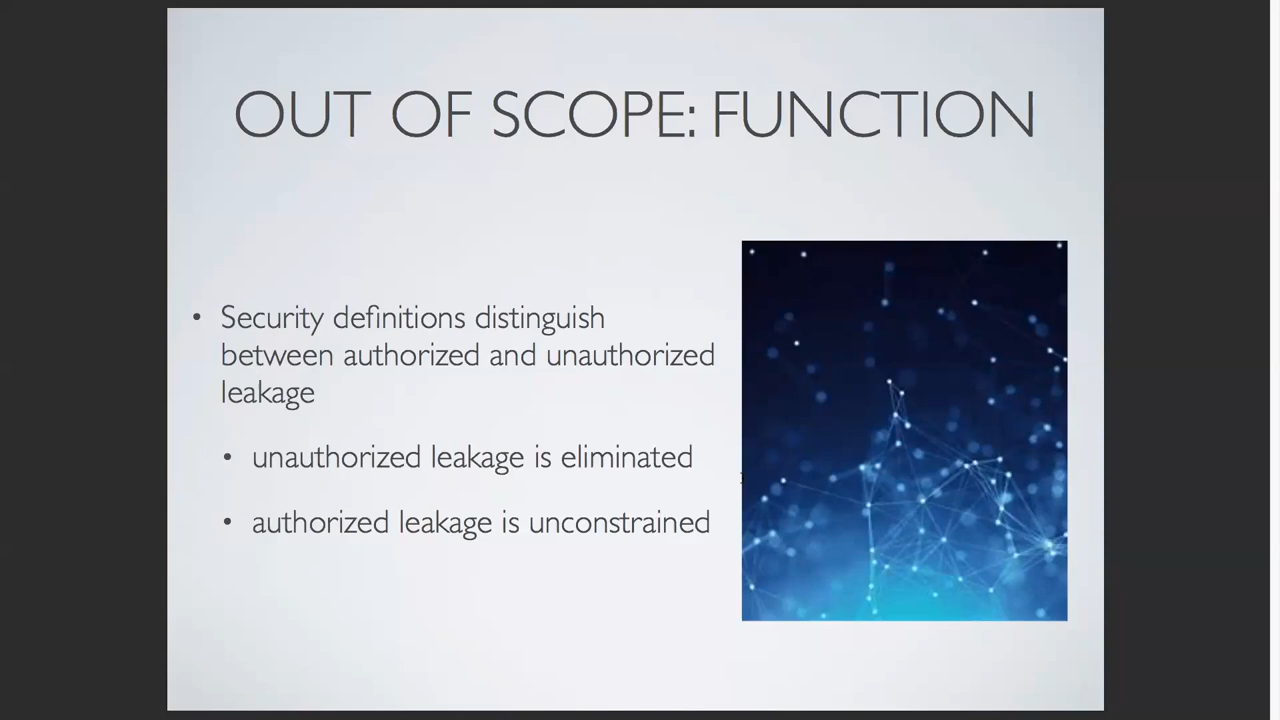 OUT OF SCOPE: FUNCTION
• Security definitions distinguish
between authorized and unauthorized
leakage
• unauthorized leakage is eliminated
• authorized leakage is unconstrained